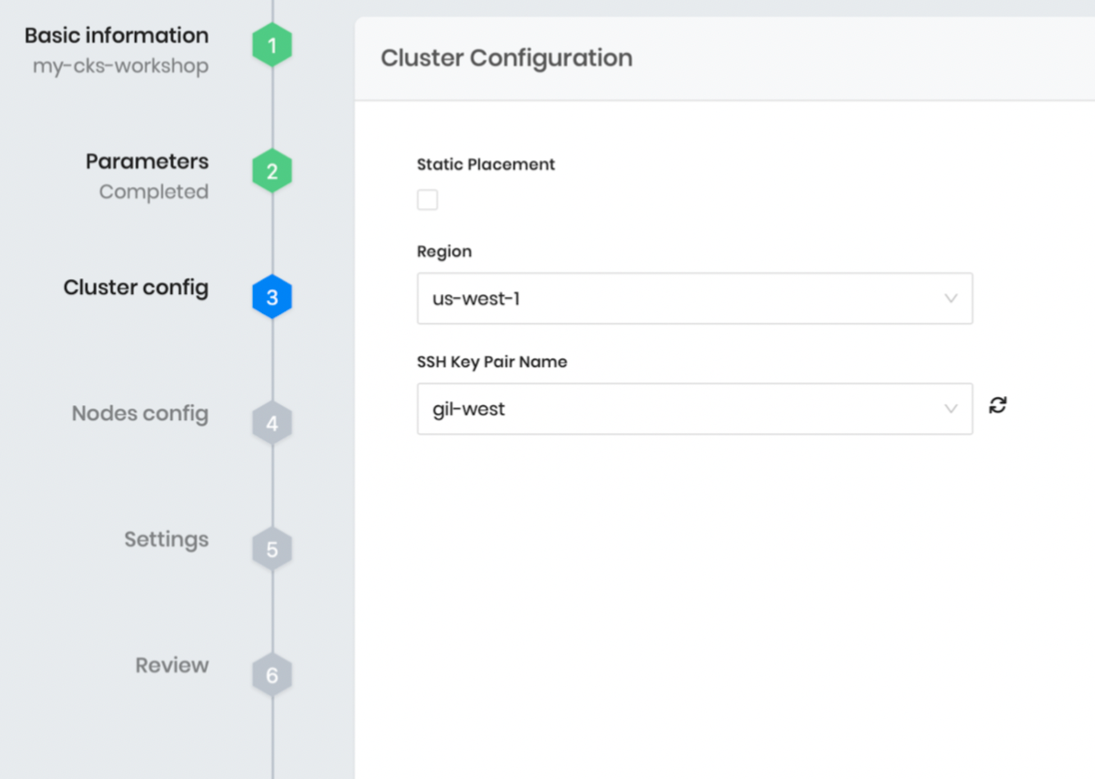 Basic information
my-cks-workshop
1
Parameters
Completed
2
Cluster config
3
Nodes config
4
Settings
5
Review
6
Cluster Configuration
Static Placement
Region
us-west-1
SSH Key Pair Name
gil-west